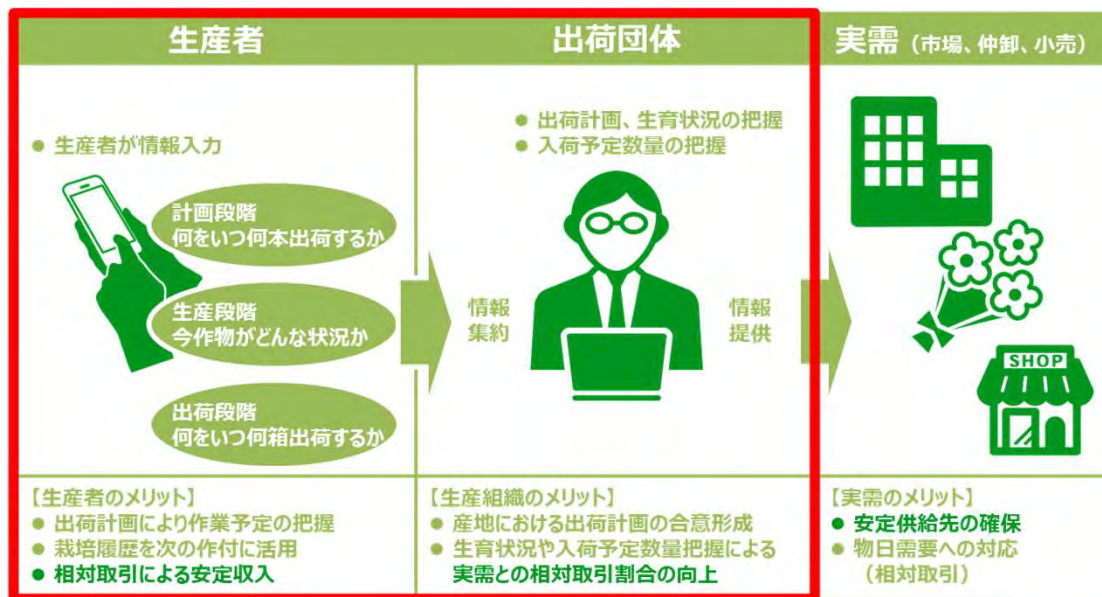 生産者
出荷団体
実需（市場、仲卸、小売）
● 生産者が情報入力
計画段階
何をいつ何本出荷するか
生産段階
今作物がどんな状況か
出荷段階
何をいつ何箱出荷するか
● 出荷計画、生育状況の把握
● 入荷予定数量の把握
情報
集約
情報
提供
SHOP
【生産者のメリット】
● 出荷計画により作業予定の把握
● 栽培履歴を次の作付に活用
● 相対取引による安定収入
【生産組織のメリット】
● 産地における出荷計画の合意形成
● 生育状況や入荷予定数量把握による
実需との相対取引割合の向上
【実需のメリット】
● 安定供給先の確保
● 物日需要への対応
（相対取引）